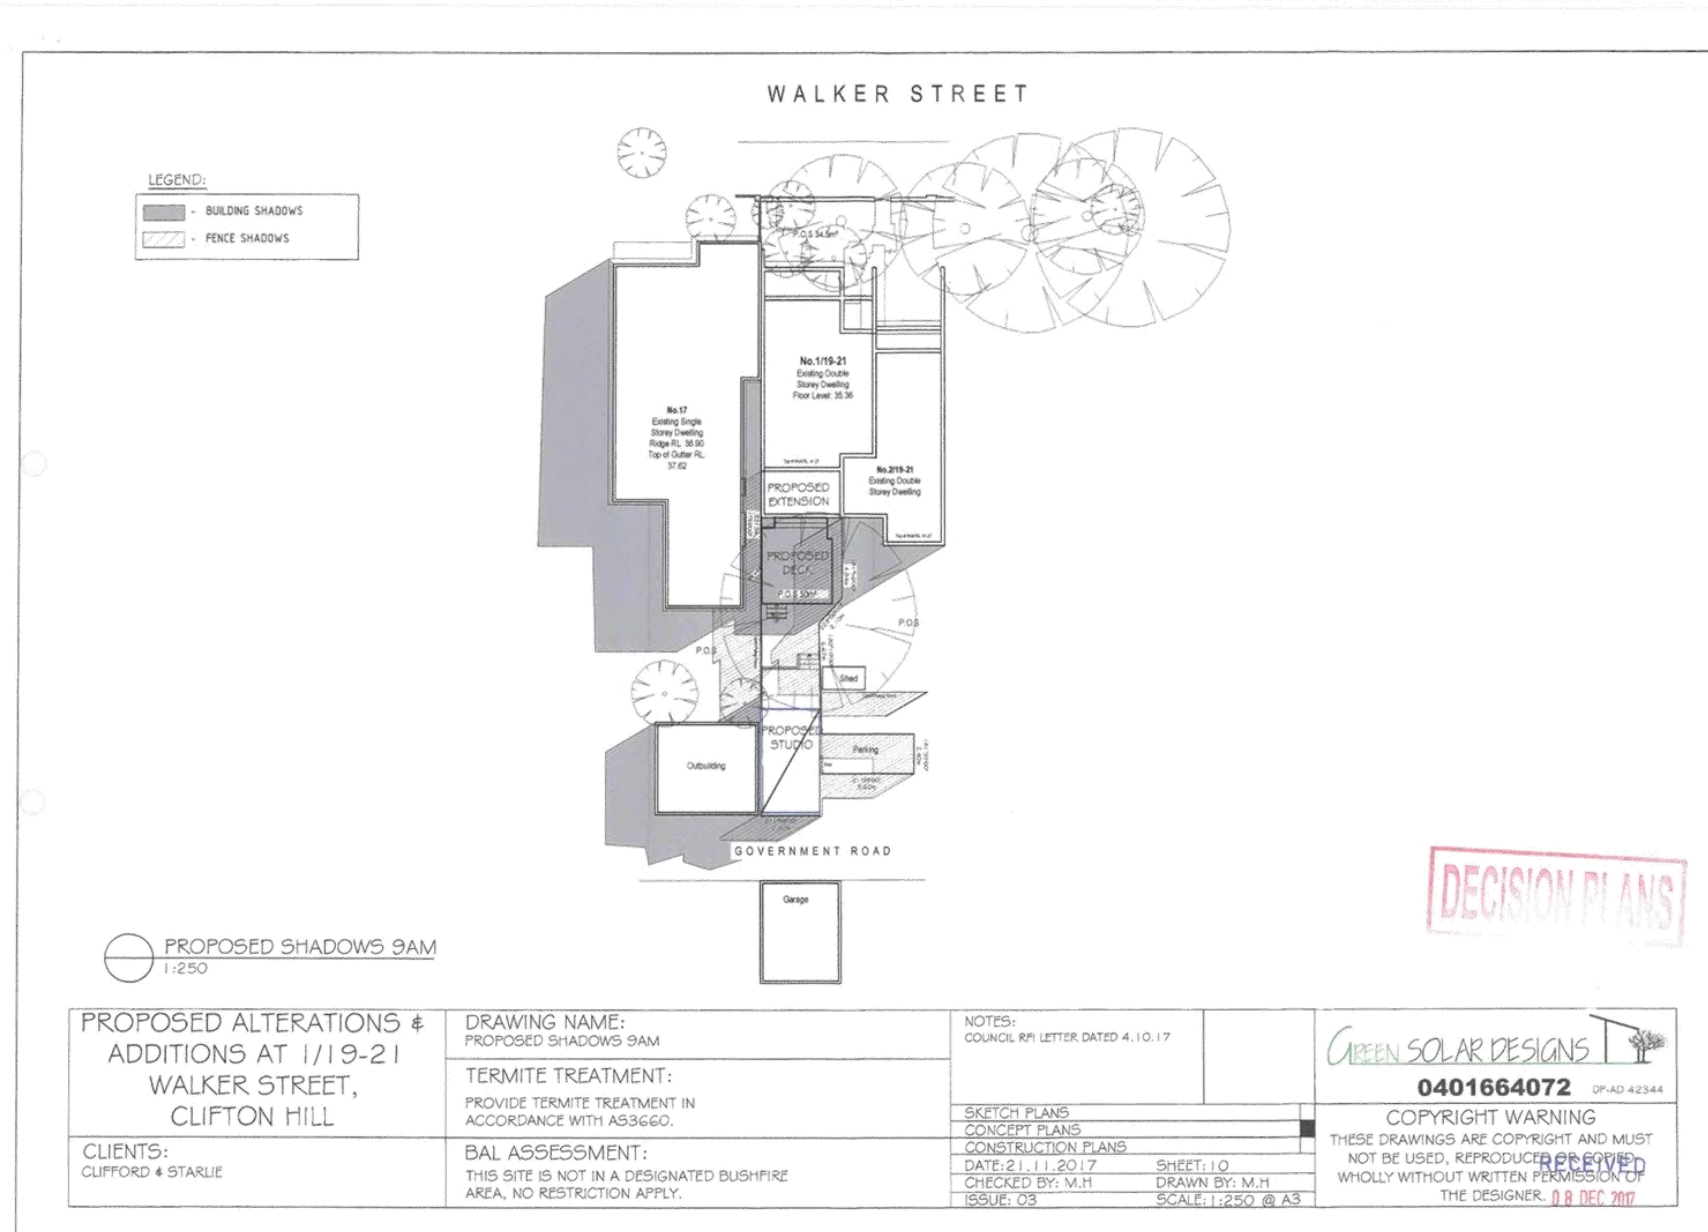 WALKER STREET
LEGEND:
- BUILDING SHADOWS
- FENCE SHADOWS
P.O.S 34.5m²
No.1/19-21
Existing Double
Storey Dwelling
Floor Level: 35.36
No.17
Existing Single
Storey Dwelling
Ridge RL 38.90
Top of Gutter RL
37.62
No.2/19-21
Existing Double
Storey Dwelling
PROPOSED
EXTENSION
PROPOSED
DECK
P.O.S 50m²
P.O.S
P.O.S
Shed
PROPOSED
STUDIO
Parking
Outbuilding
GOVERNMENT ROAD
Garage
DECISION PLANS
PROPOSED SHADOWS 9AM
1:250
PROPOSED ALTERATIONS &
ADDITIONS AT 1/19-21
WALKER STREET,
CLIFTON HILL
CLIENTS:
CLIFFORD & STARLIE
DRAWING NAME:
PROPOSED SHADOWS 9AM
TERMITE TREATMENT:
PROVIDE TERMITE TREATMENT IN
ACCORDANCE WITH AS3660.
BAL ASSESSMENT:
THIS SITE IS NOT IN A DESIGNATED BUSHFIRE
AREA, NO RESTRICTION APPLY.
NOTES:
COUNCIL RFI LETTER DATED 4.10.17
SKETCH PLANS
CONCEPT PLANS
CONSTRUCTION PLANS
DATE:21.11.2017 SHEET:10
CHECKED BY: M.H DRAWN BY: M.H
ISSUE: 03 SCALE:1:250 @ A3
GREEN SOLAR DESIGNS
0401664072 DP-AD 42344
COPYRIGHT WARNING
THESE DRAWINGS ARE COPYRIGHT AND MUST
NOT BE USED, REPRODUCED OR COPIED
WHOLLY WITHOUT WRITTEN PERMISSION OF
THE DESIGNER.
RECEIVED
08 DEC 2017